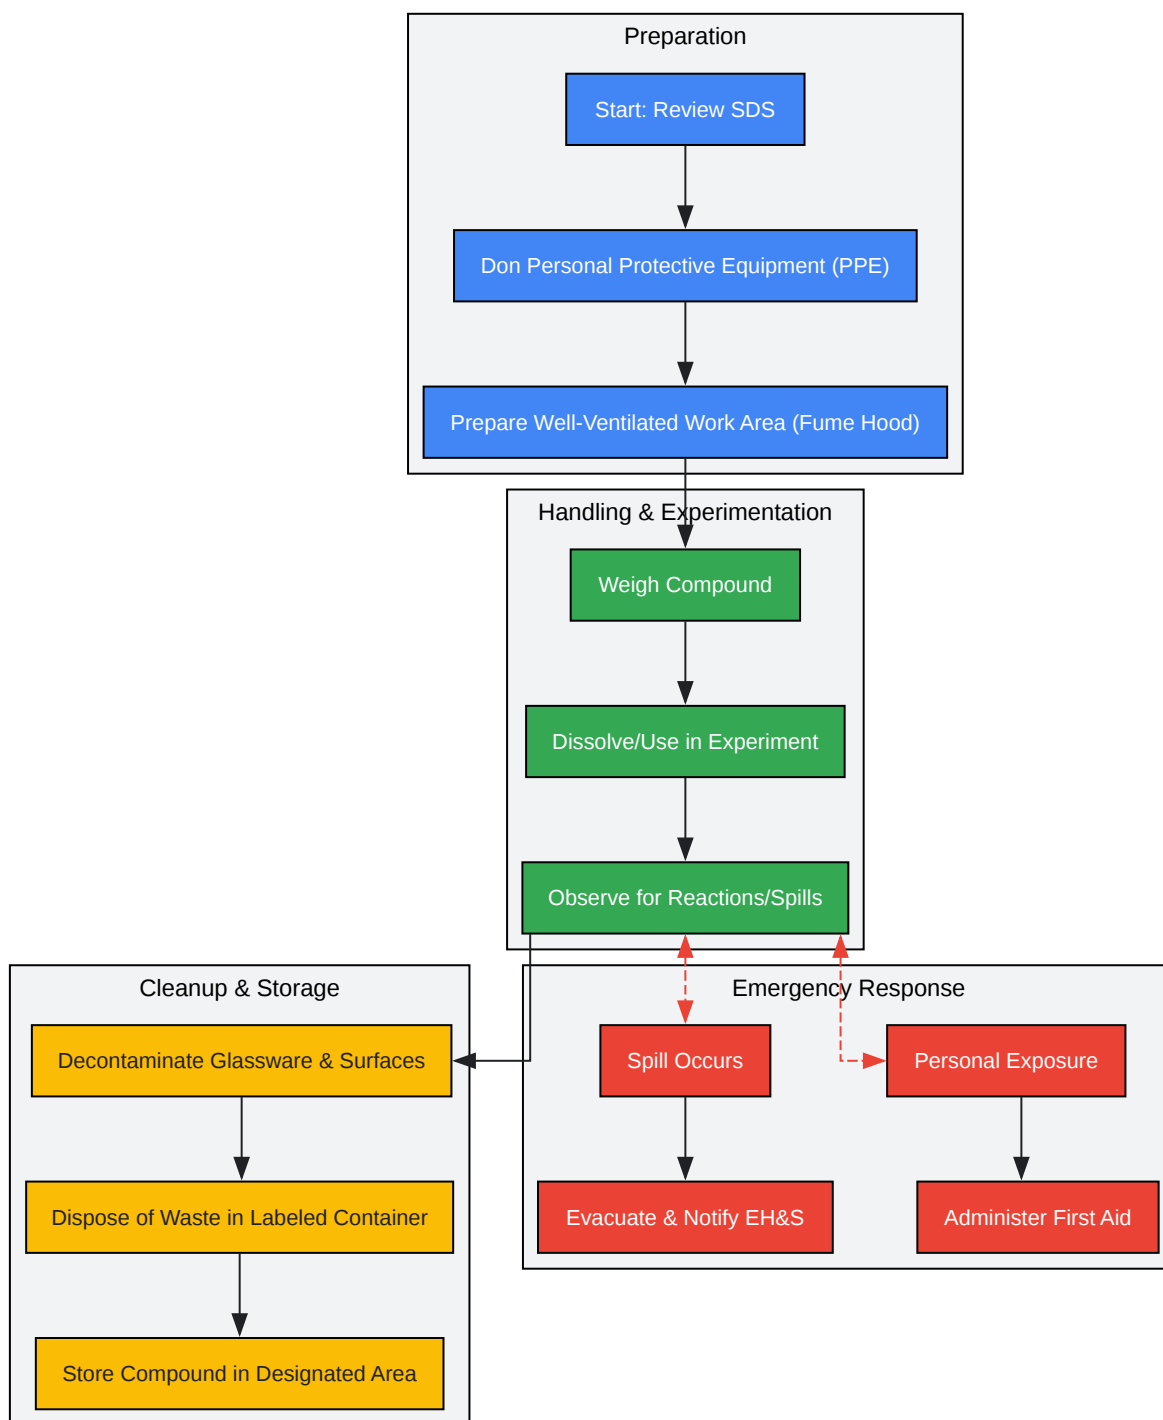 Preparation
Start: Review SDS
Don Personal Protective Equipment (PPE)
Prepare Well-Ventilated Work Area (Fume Hood)
Handling & Experimentation
Weigh Compound
Dissolve/Use in Experiment
Observe for Reactions/Spills
Cleanup & Storage
Decontaminate Glassware & Surfaces
Dispose of Waste in Labeled Container
Store Compound in Designated Area
Emergency Response
Spill Occurs
Personal Exposure
Evacuate & Notify EH&S
Administer First Aid